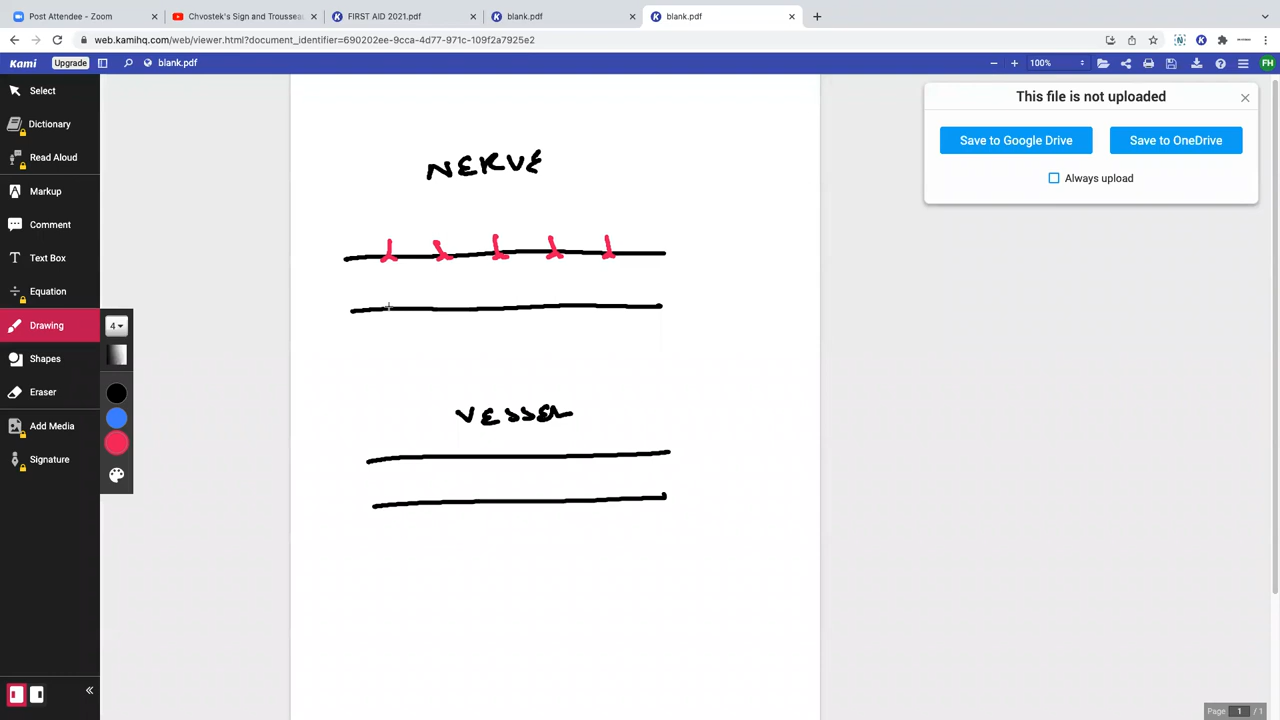 Post Attendee - Zoom
Chvostek's Sign and Trousseau
FIRST AID 2021.pdf
blank.pdf
blank.pdf
web.kamihq.com/web/viewer.html?document_identifier=690202ee-9cca-4d77-971c-109f2a7925e2
Kami
Upgrade
blank.pdf
100%
FH
Select
Dictionary
Read Aloud
Markup
Comment
Text Box
Equation
Drawing
Shapes
Eraser
Add Media
Signature
4
This file is not uploaded
Save to Google Drive
Save to OneDrive
Always upload
NERVE
VESSEL
Page 1 / 1